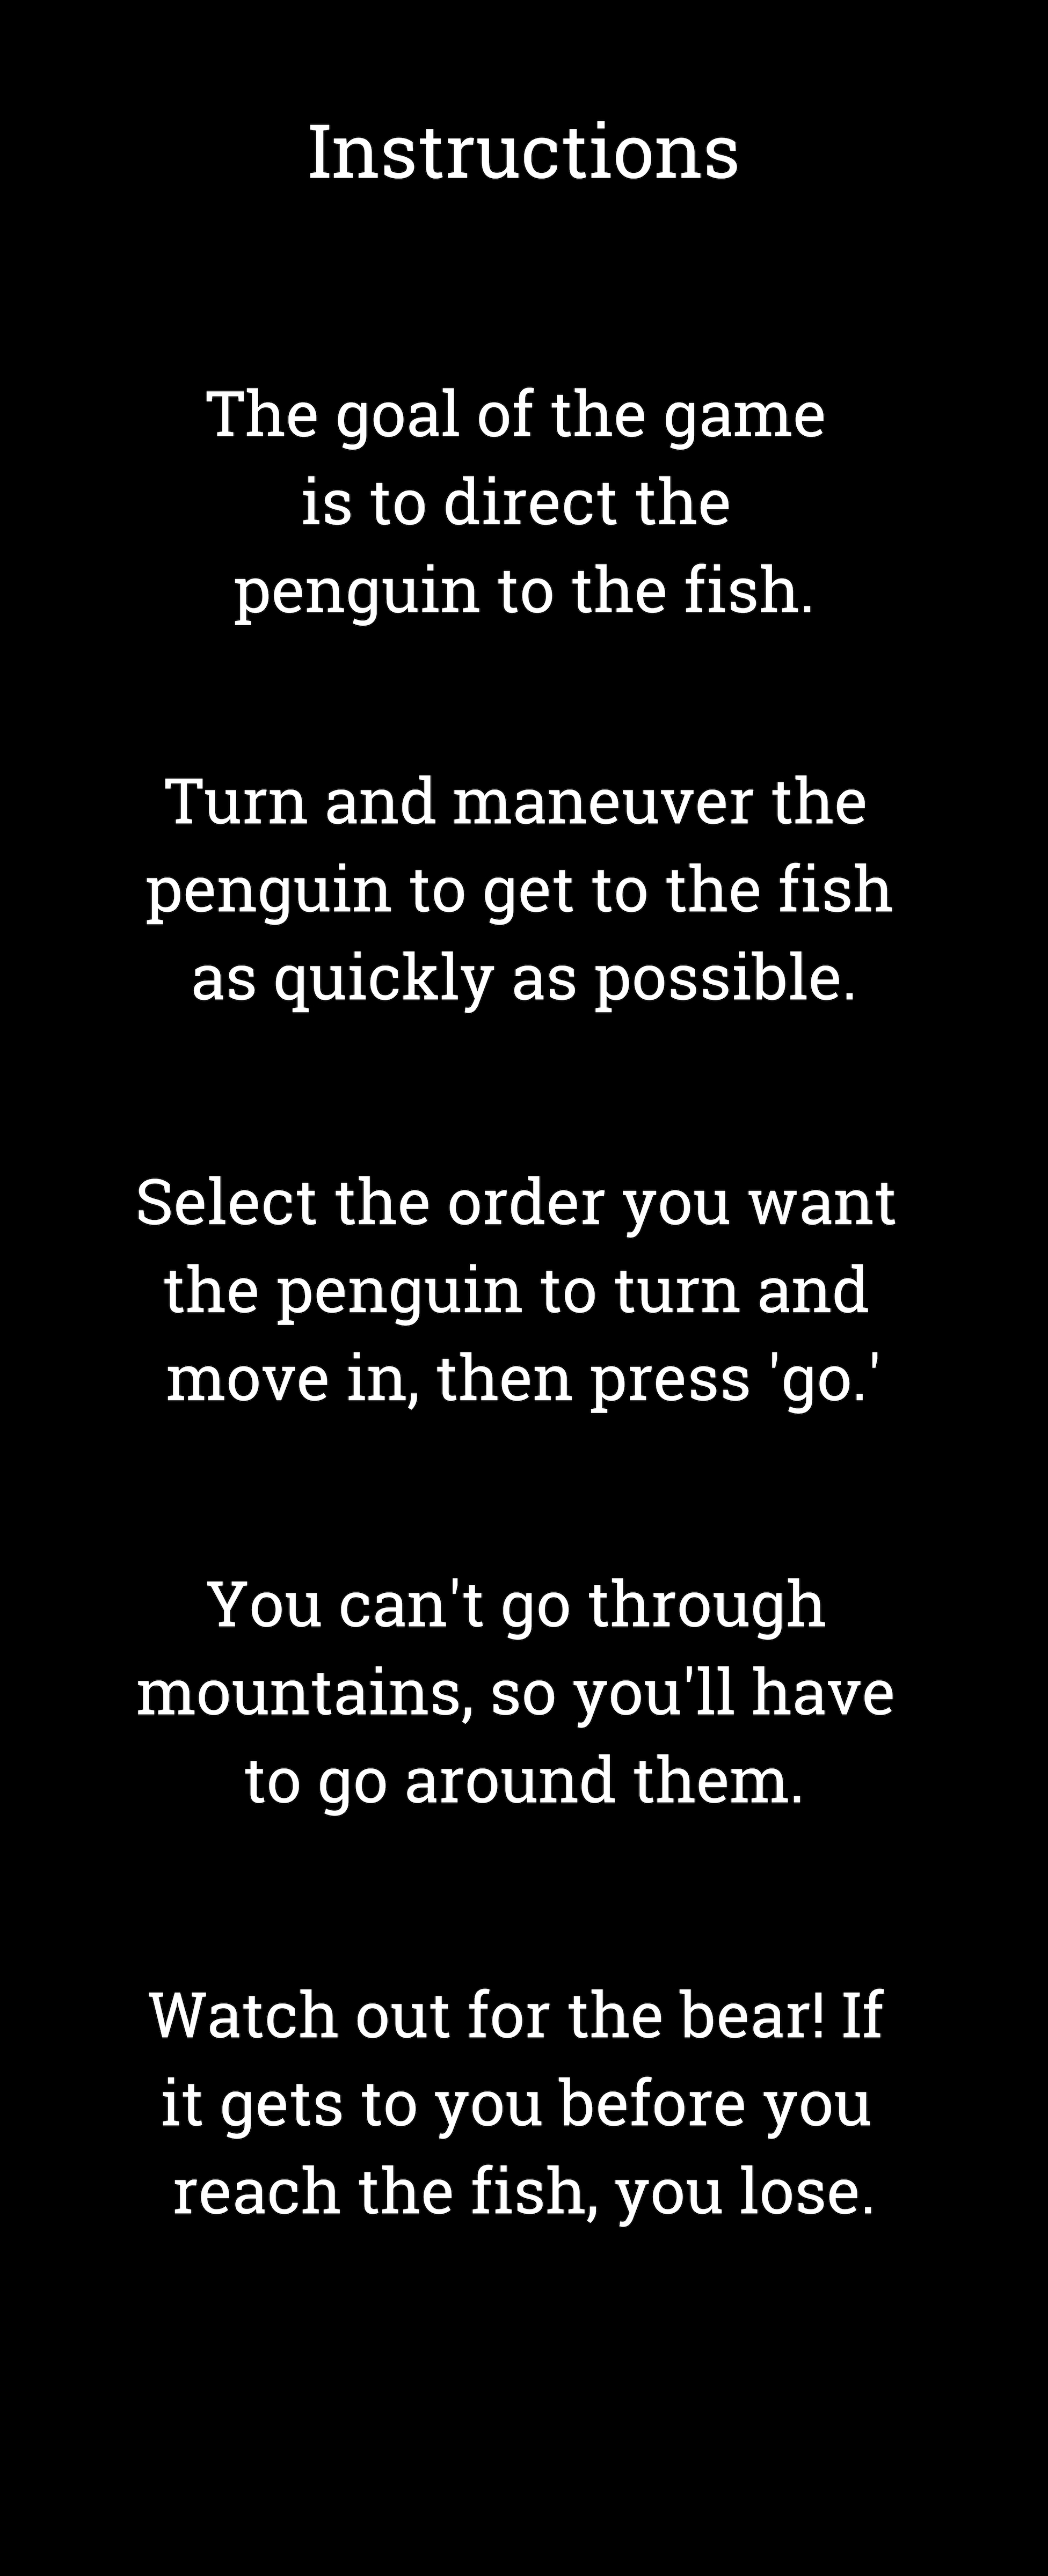 Instructions
The goal of the game
is to direct the
penguin to the fish.
Turn and maneuver the
penguin to get to the fish
as quickly as possible.
Select the order you want
the penguin to turn and
move in, then press 'go.'
You can't go through
mountains, so you'll have
to go around them.
Watch out for the bear! If
it gets to you before you
reach the fish, you lose.